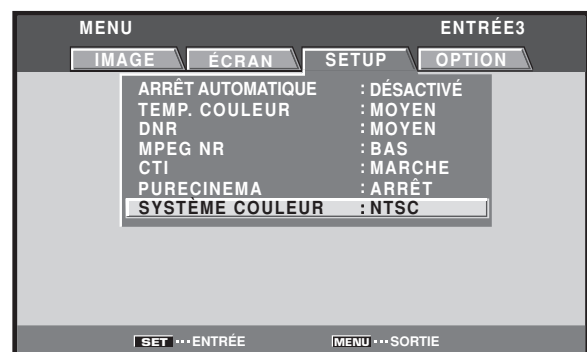 MENU ENTRÉE3
IMAGE ÉCRAN SETUP OPTION
ARRÊT AUTOMATIQUE : DÉSACTIVÉ
TEMP. COULEUR : MOYEN
DNR : MOYEN
MPEG NR : BAS
CTI : MARCHE
PURECINEMA : ARRÊT
SYSTÈME COULEUR : NTSC
SET ···ENTRÉE MENU ···SORTIE